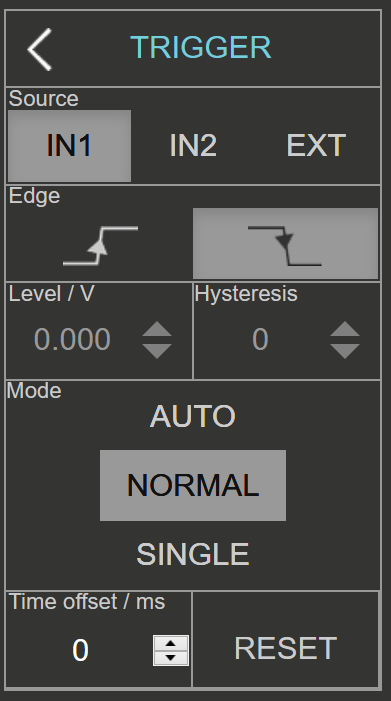 TRIGGER
Source
IN1 IN2 EXT
Edge
Level / V Hysteresis
0.000 0
Mode
AUTO
NORMAL
SINGLE
Time offset / ms
0 RESET